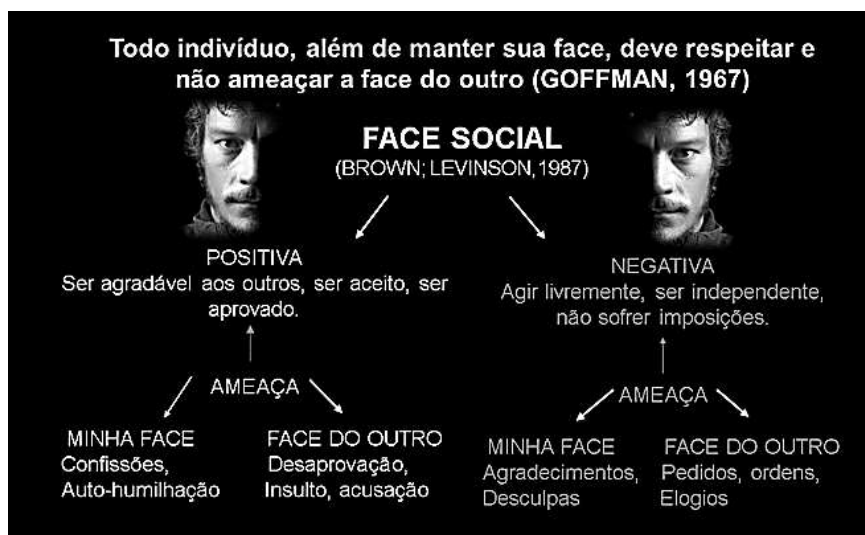 Todo indivíduo, além de manter sua face, deve respeitar e
não ameaçar a face do outro (GOFFMAN, 1967)
FACE SOCIAL
(BROWN; LEVINSON, 1987)
POSITIVA
Ser agradável aos outros, ser aceito, ser
aprovado.
AMEAÇA
MINHA FACE
Confissões,
Auto-humilhação
FACE DO OUTRO
Desaprovação,
Insulto, acusação
NEGATIVA
Agir livremente, ser independente,
não sofrer imposições.
AMEAÇA
MINHA FACE
Agradecimentos,
Desculpas
FACE DO OUTRO
Pedidos, ordens,
Elogios